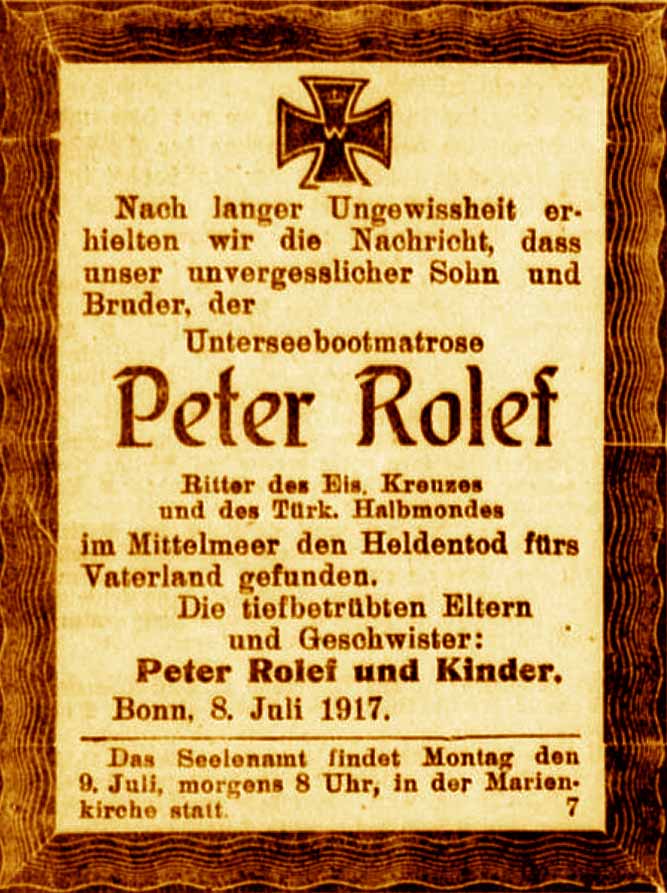 W
Nach langer Ungewissheit er-
hielten wir die Nachricht, dass
unser unvergesslicher Sohn und
Bruder, der
Unterseebootmatrose
Peter Rolef
Ritter des Eis. Kreuzes
und des Türk. Halbmondes
im Mittelmeer den Heldentod fürs
Vaterland gefunden.
Die tiefbetrübten Eltern
und Geschwister:
Peter Rolef und Kinder.
Bonn, 8. Juli 1917.
Das Seelenamt findet Montag den
9. Juli, morgens 8 Uhr, in der Marien-
kirche statt. 7